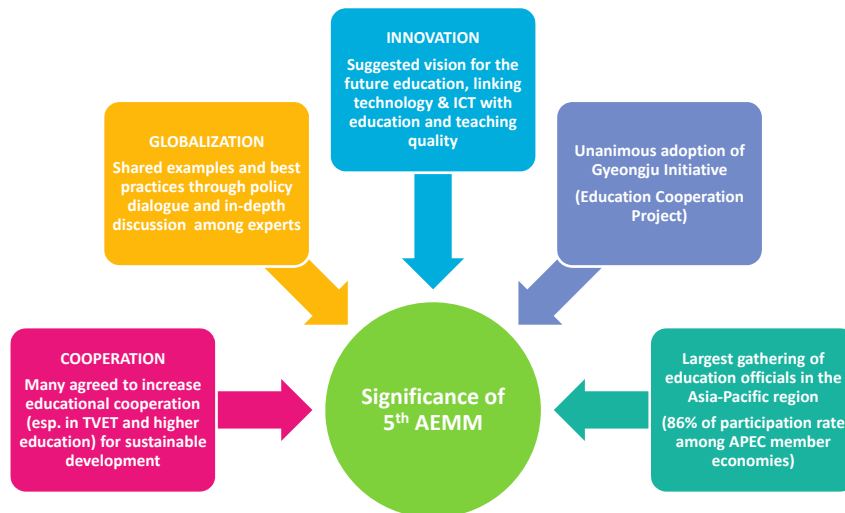 INNOVATION
Suggested vision for the
future education, linking
technology & ICT with
education and teaching
quality
GLOBALIZATION
Shared examples and best
practices through policy
dialogue and in-depth
discussion among experts
Unanimous adoption of
Gyeongju Initiative
(Education Cooperation
Project)
COOPERATION
Many agreed to increase
educational cooperation
(esp. in TVET and higher
education) for sustainable
development
Significance of
5th AEMM
Largest gathering of
education officials in the
Asia-Pacific region
(86% of participation rate
among APEC member
economies)